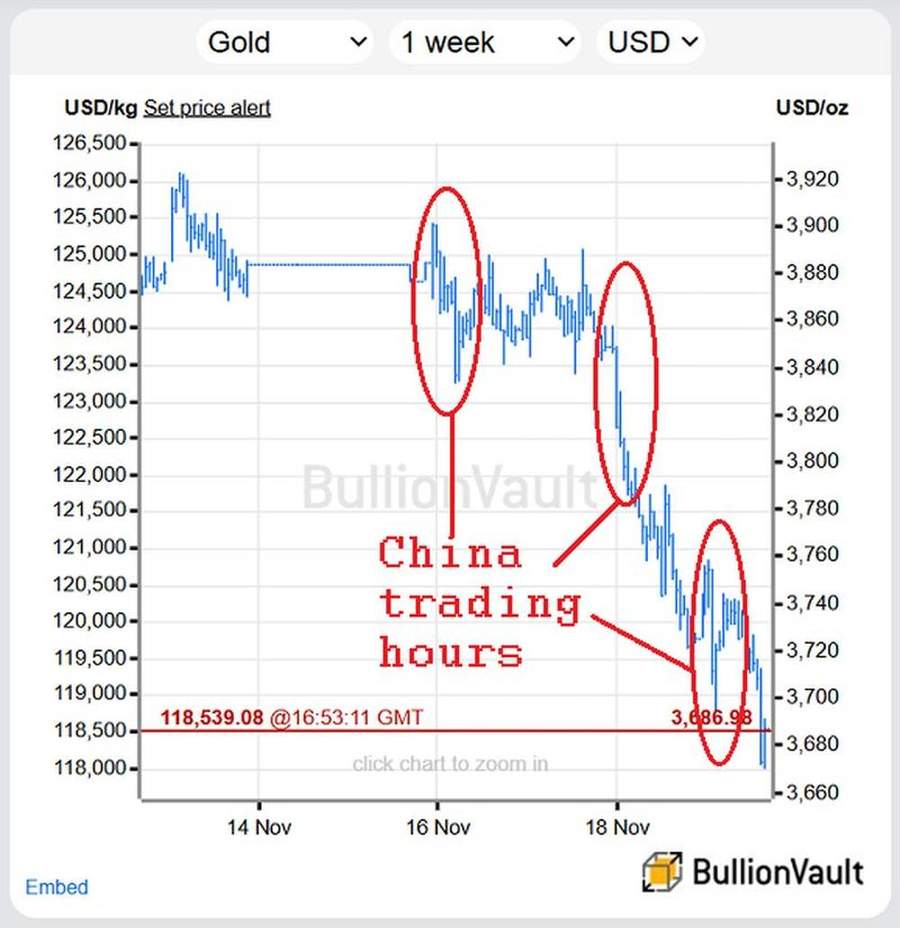 Gold 1 week USD
USD/kg Set price alert USD/oz
126,500
126,000
125,500
125,000
124,500
124,000
123,500
123,000
122,500
122,000
121,500
121,000
120,500
120,000
119,500
119,000
118,500
118,000
3,920
3,900
3,880
3,860
3,840
3,820
3,800
3,780
3,760
3,740
3,720
3,700
3,680
3,660
BullionVault
China
trading
hours
118,539.08 @16:53:11 GMT 3,686.98
click chart to zoom in
14 Nov 16 Nov 18 Nov
Embed
BullionVault